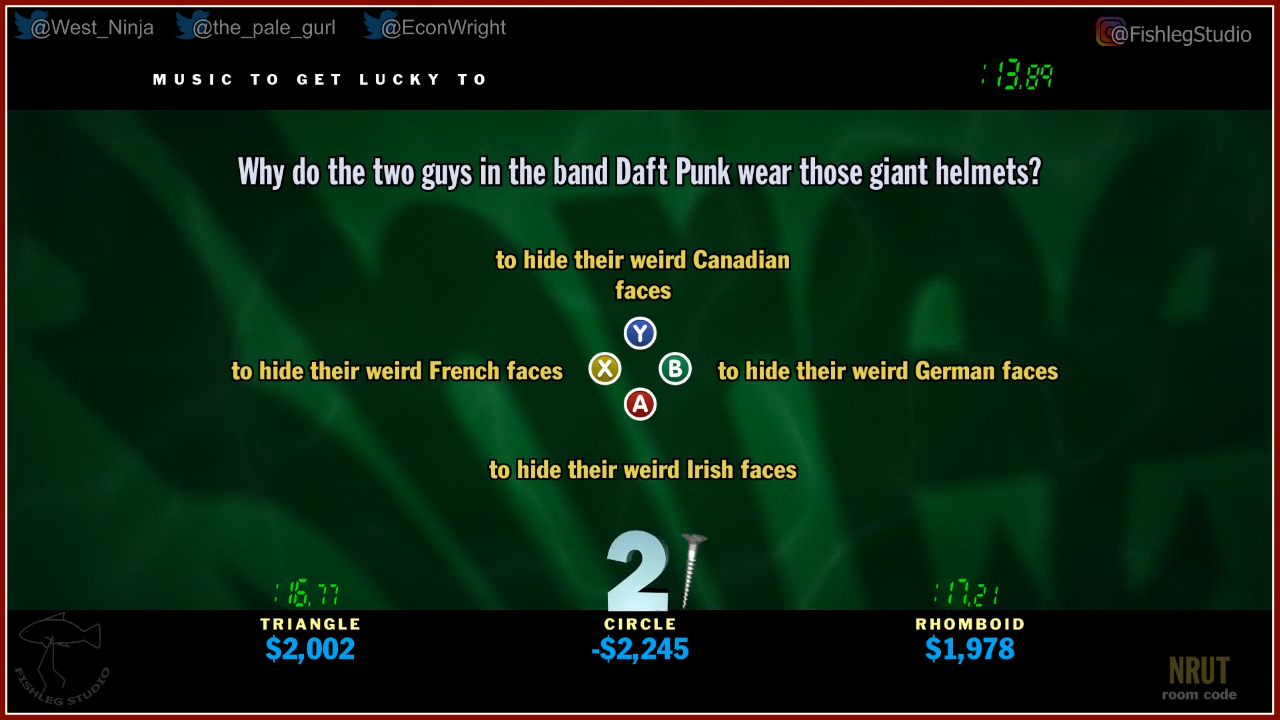 @West_Ninja @the_pale_gurl @EconWright
@FishlegStudio
MUSIC TO GET LUCKY TO
:13.89
Why do the two guys in the band Daft Punk wear those giant helmets?
to hide their weird Canadian
faces
Y
to hide their weird French faces X B to hide their weird German faces
A
to hide their weird Irish faces
2
:16.77 :17.21
TRIANGLE CIRCLE RHOMBOID
$2,002 -$2,245 $1,978
FISHLEG STUDIO
NRUT
room code